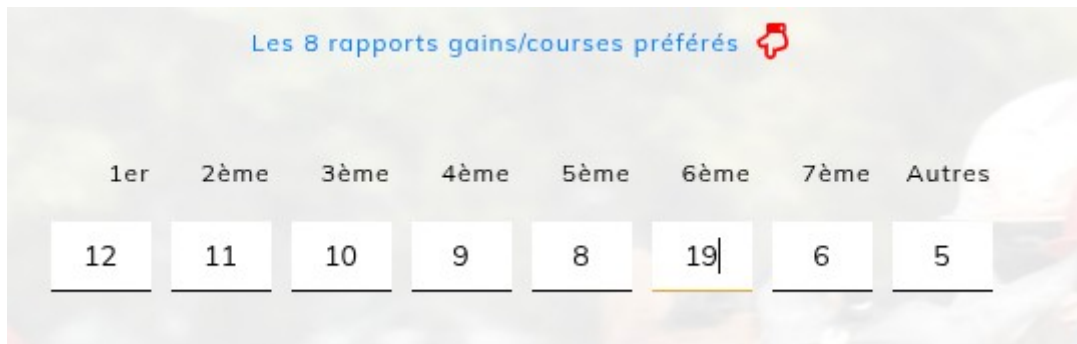 Les 8 rapports gains/courses préférés
1er 2ème 3ème 4ème 5ème 6ème 7ème Autres
12 11 10 9 8 19 6 5